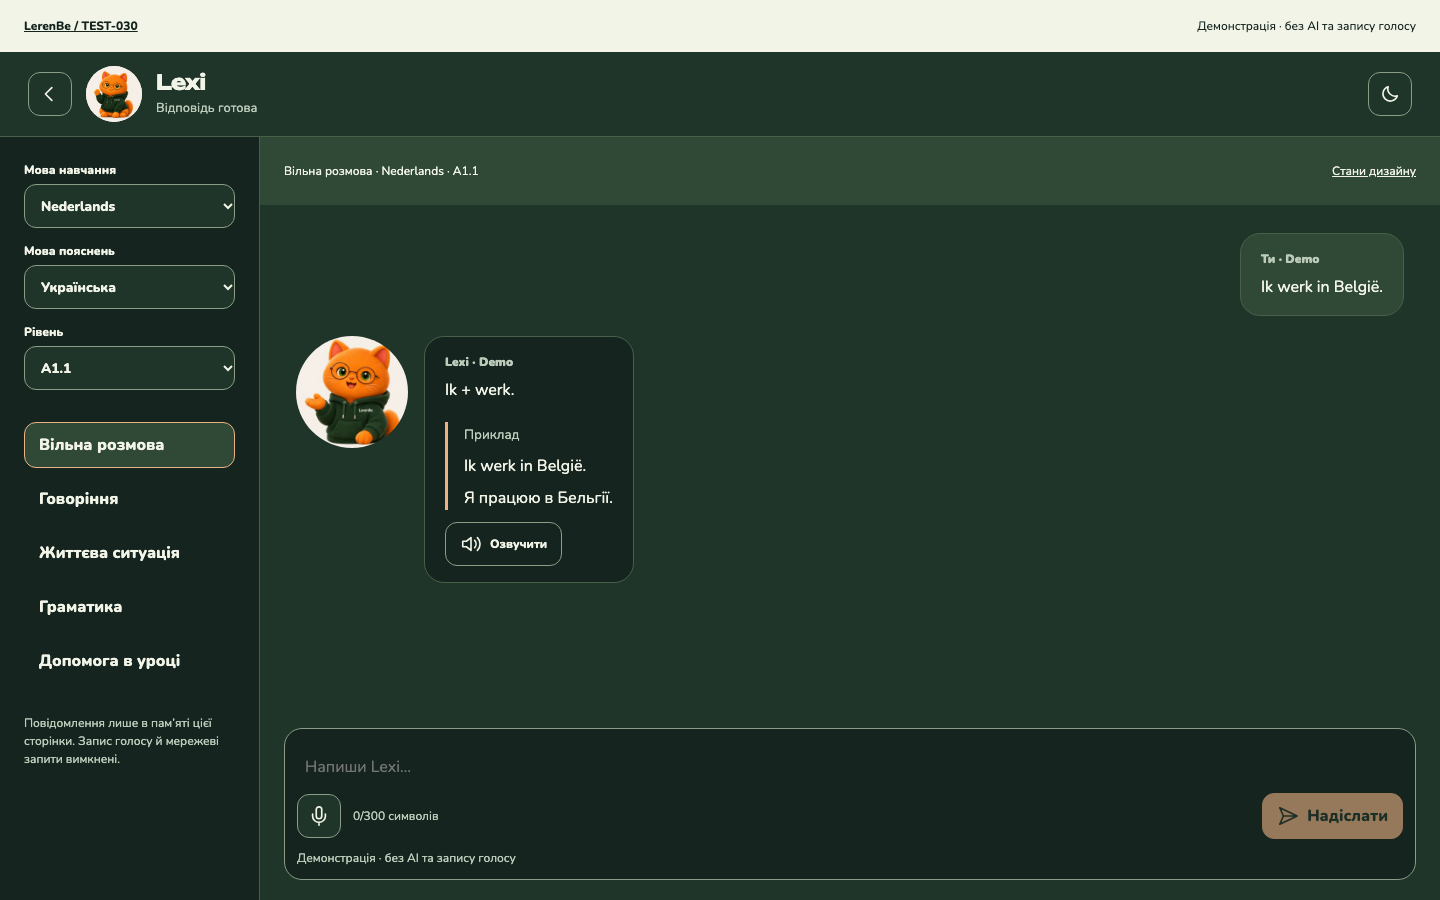 LerenBe / TEST-030
Демонстрація · без AI та запису голосу
Lexi
Відповідь готова
Мова навчання
Nederlands
Мова пояснень
Українська
Рівень
A1.1
Вільна розмова
Говоріння
Життєва ситуація
Граматика
Допомога в уроці
Повідомлення лише в пам'яті цієї
сторінки. Запис голосу й мережеві
запити вимкнені.
Вільна розмова · Nederlands · A1.1
Стани дизайну
Ти · Demo
Ik werk in België.
Lexi · Demo
Ik + werk.
Приклад
Ik werk in België.
Я працюю в Бельгії.
Озвучити
Напиши Lexi...
0/300 символів
Надіслати
Демонстрація · без AI та запису голосу